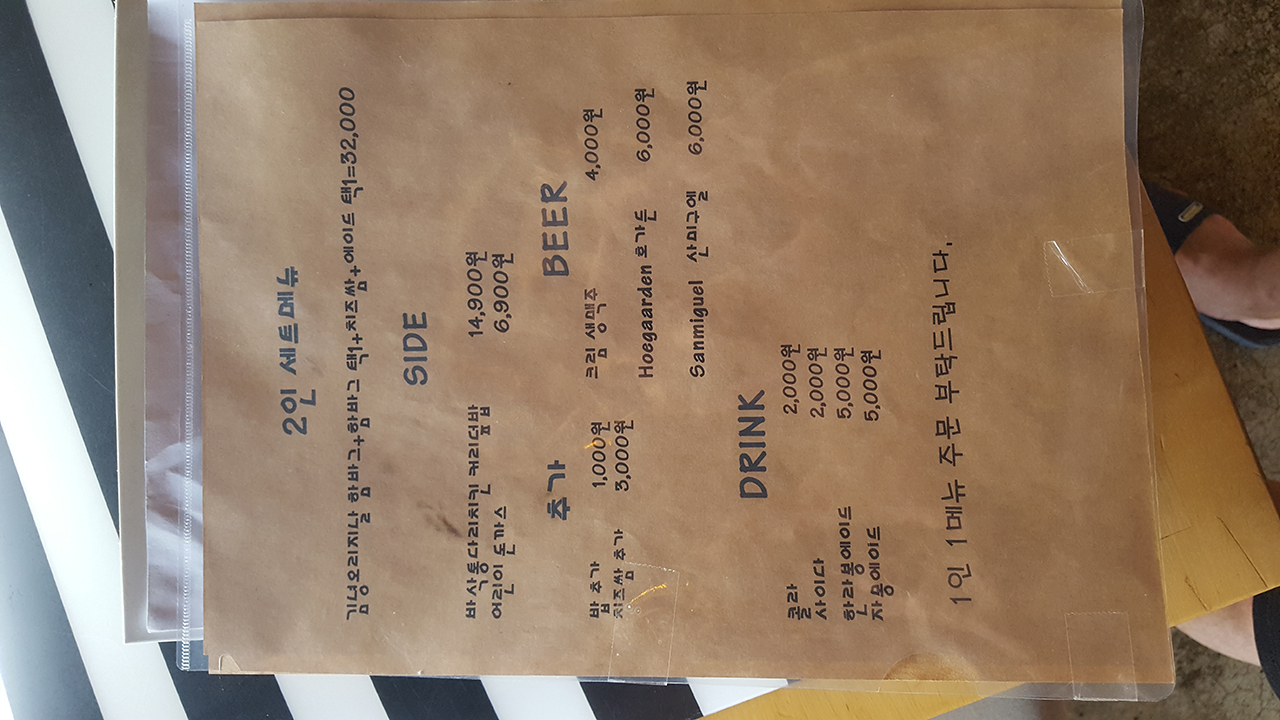 2인 세트메뉴
김녕오리지날 함바그+함바그 택1+치즈쌈+에이드 택1=32,000
SIDE
바삭통다리치킨 커리덮밥 14,900원
어린이 돈까스 6,900원
추가
밥 추가 1,000원
치즈쌈 추가 3,000원
BEER
크림 생맥주 4,000원
Hoegaarden 호가든 6,000원
Sanmiguel 산미구엘 6,000원
DRINK
콜라 2,000원
사이다 2,000원
한라봉에이드 5,000원
자몽에이드 5,000원
1인 1메뉴 주문 부탁드립니다.